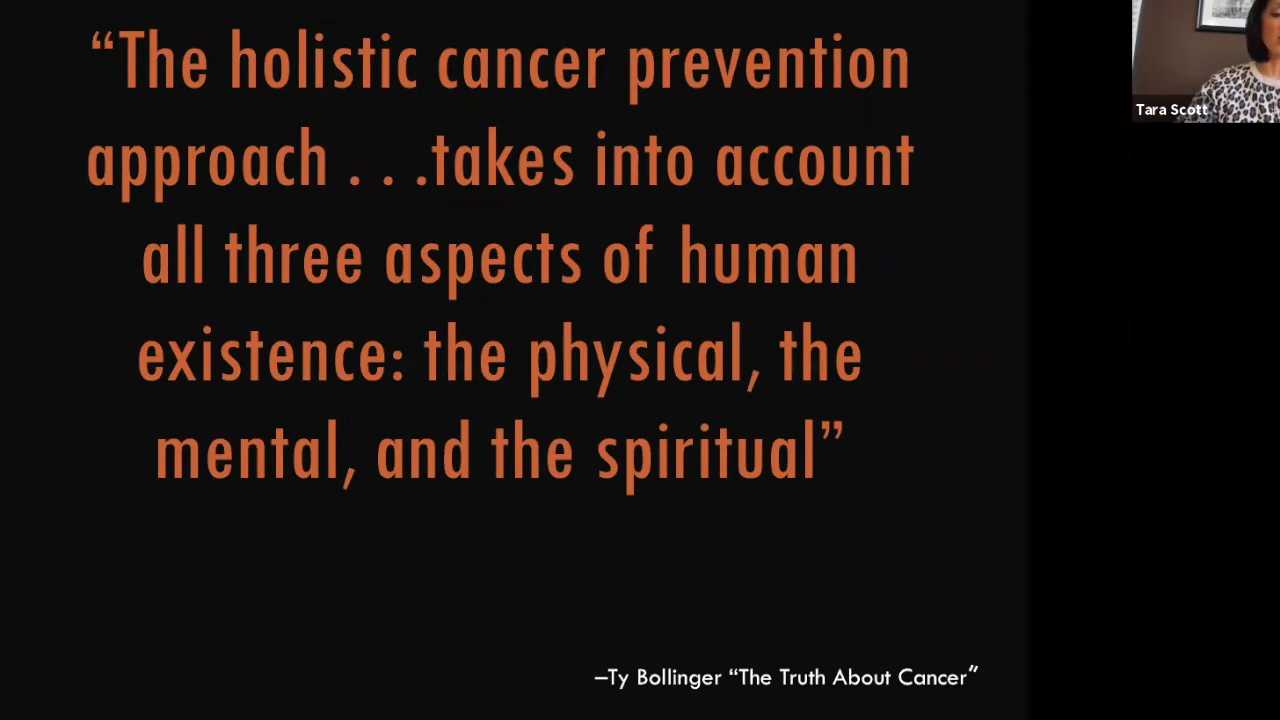 “The holistic cancer prevention
approach . . .takes into account
all three aspects of human
existence: the physical, the
mental, and the spiritual”
–Ty Bollinger “The Truth About Cancer”
Tara Scott